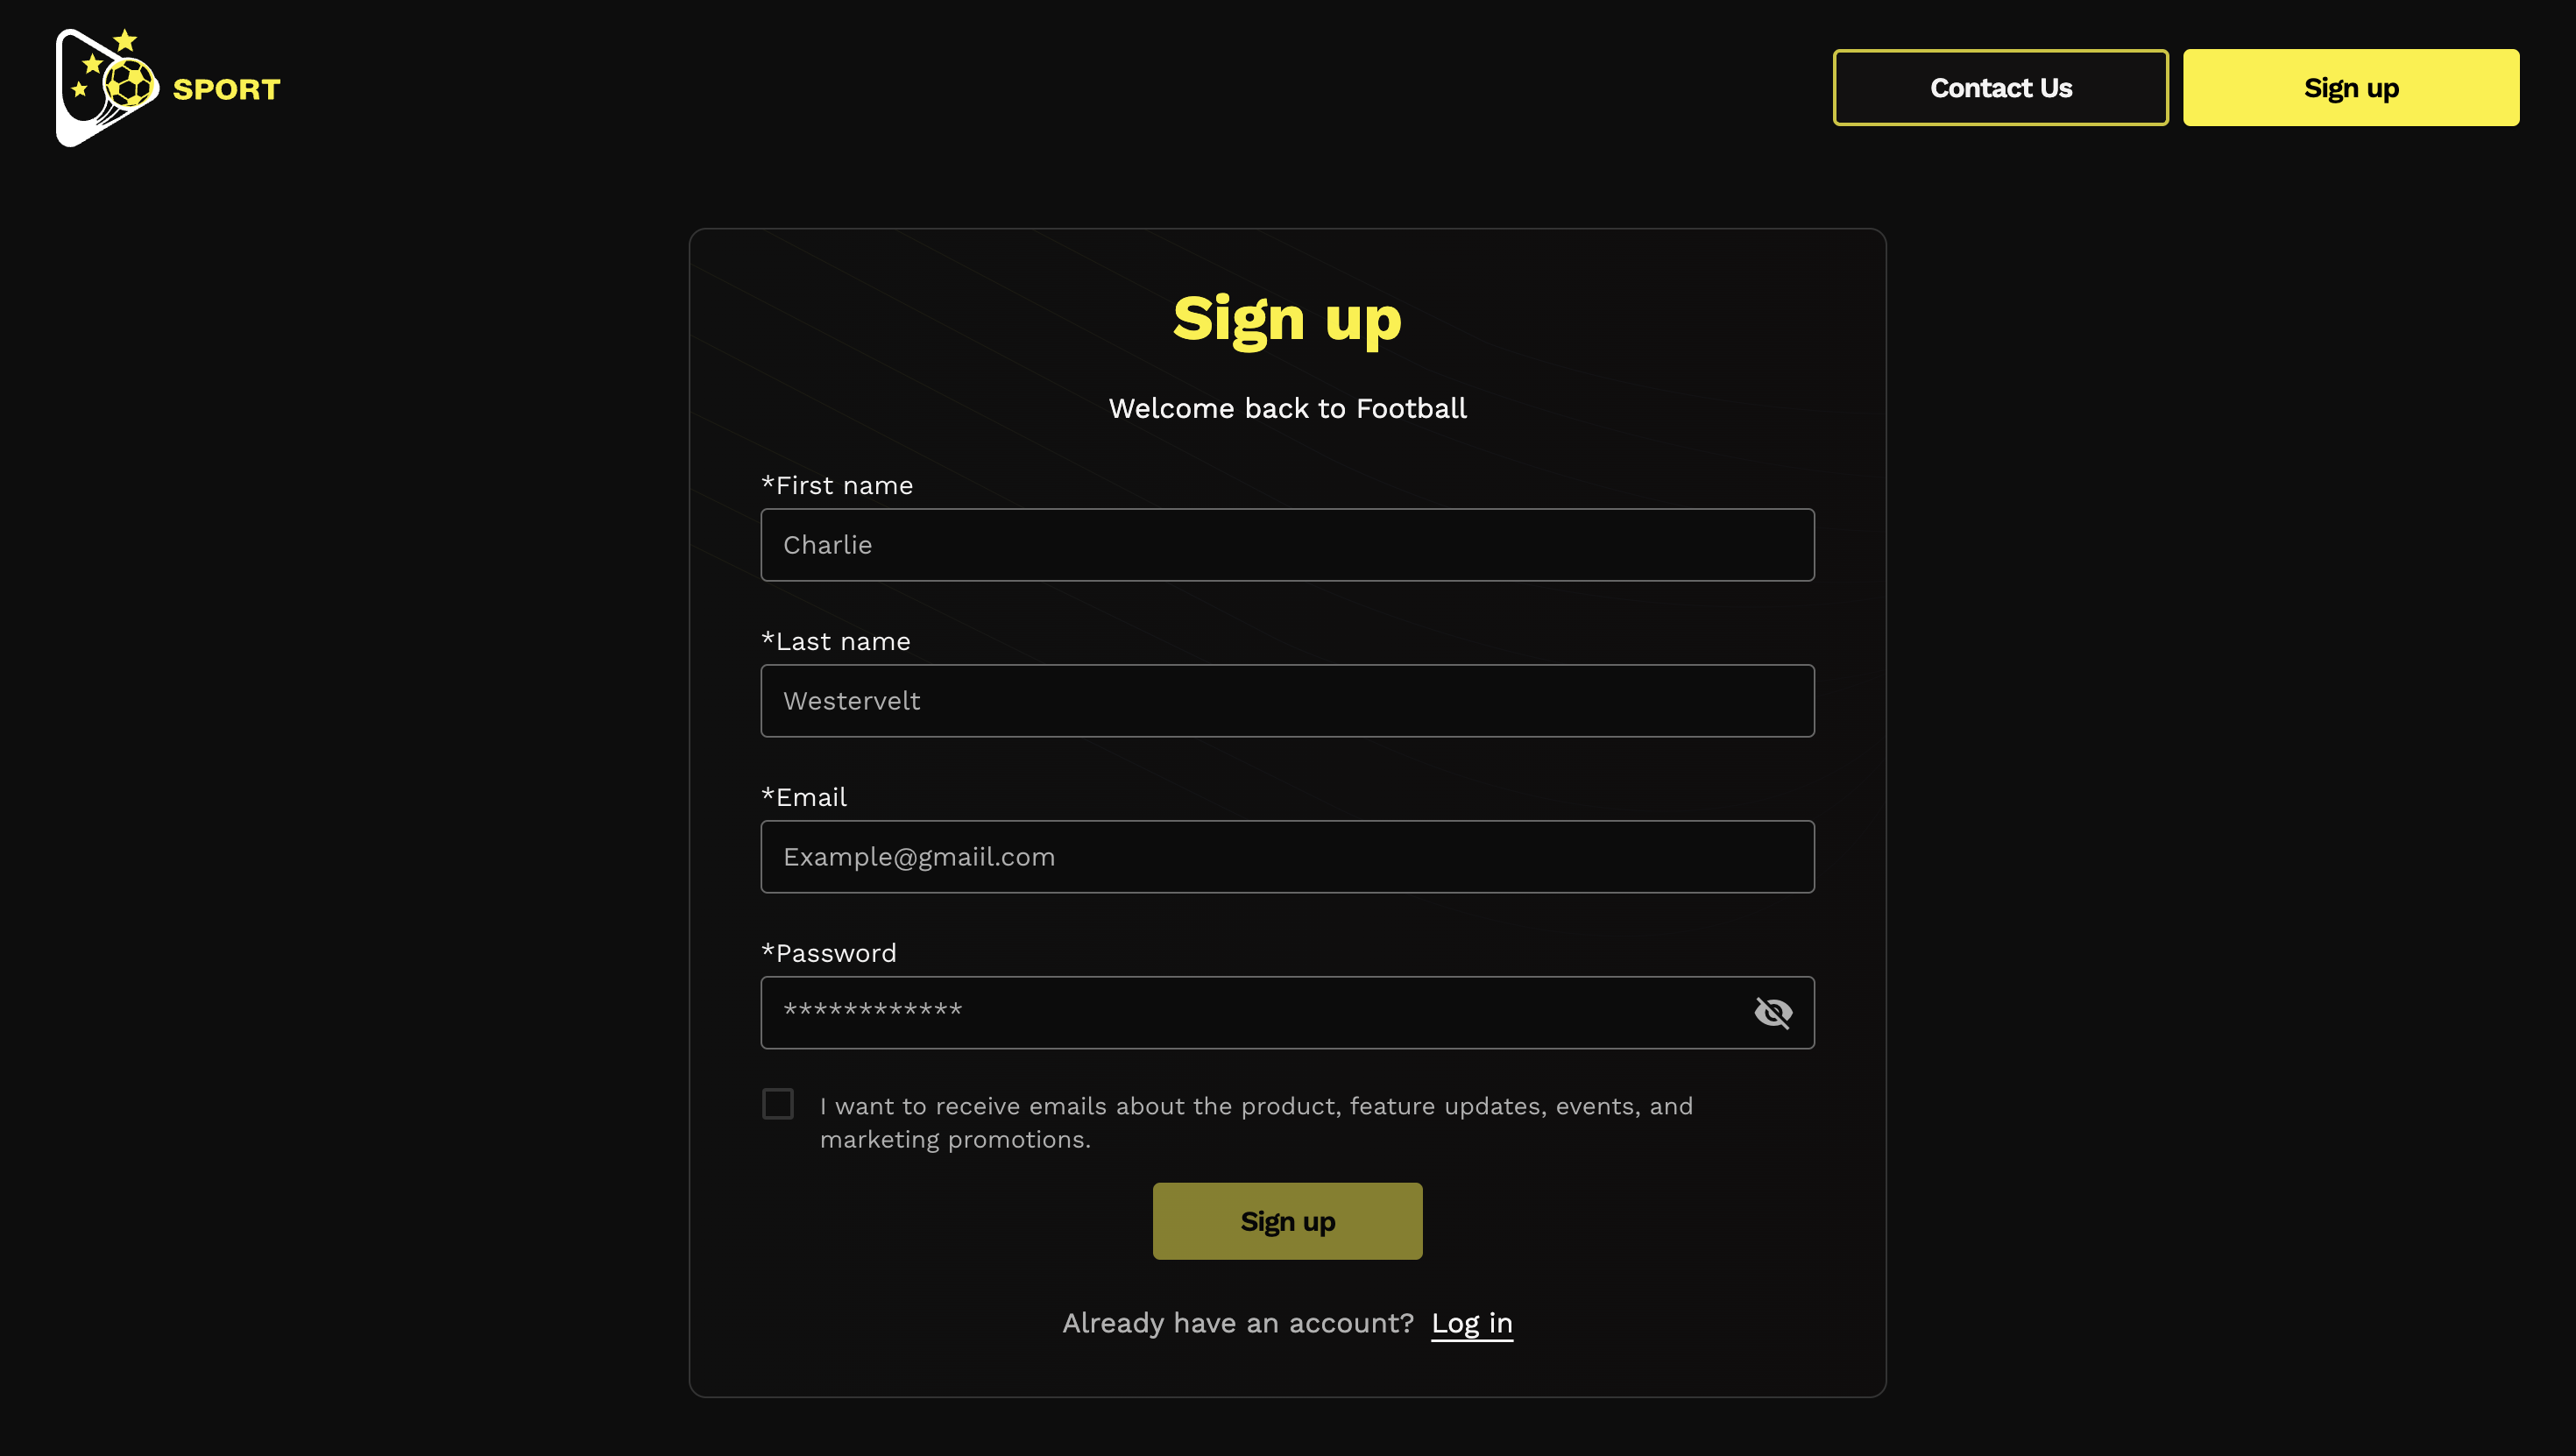 SPORT
Contact Us
Sign up
Sign up
Welcome back to Football
*First name
Charlie
*Last name
Westervelt
*Email
Example@gmaiil.com
*Password
************
I want to receive emails about the product, feature updates, events, and
marketing promotions.
Sign up
Already have an account? Log in